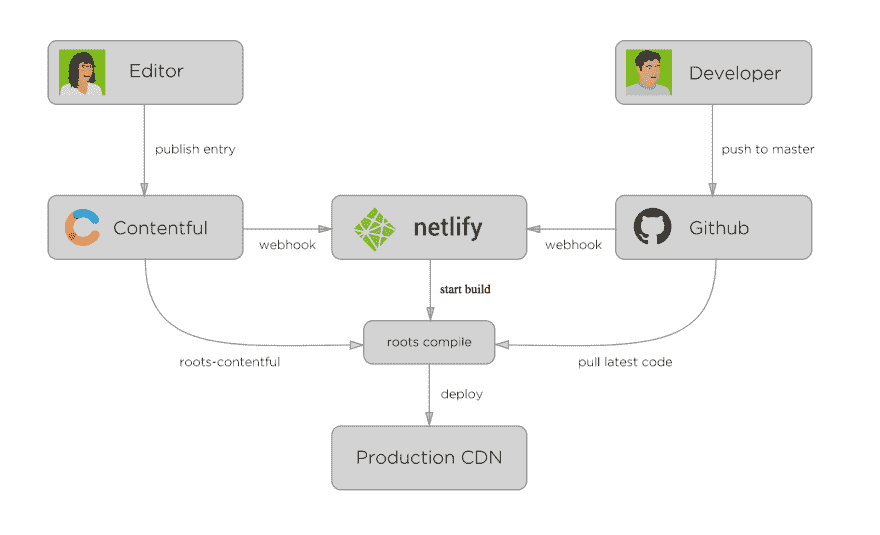 Editor
Developer
publish entry
push to master
Contentful
netlify
Github
webhook
webhook
start build
roots compile
roots-contentful
pull latest code
deploy
Production CDN